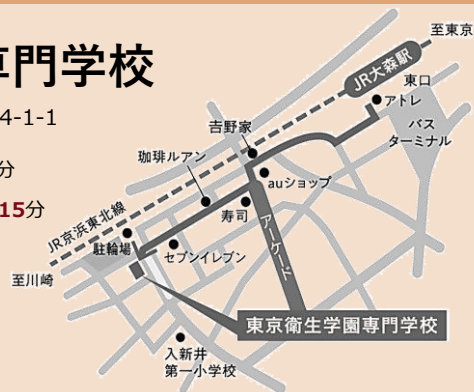 専門学校
4-1-1
分
15分
至東京
JR大森駅
東口
アトレ
バス
ターミナル
吉野家
珈琲ルアン
auショップ
寿司
アーケード
JR京浜東北線
駐輪場
セブンイレブン
至川崎
東京衛生学園専門学校
入新井
第一小学校